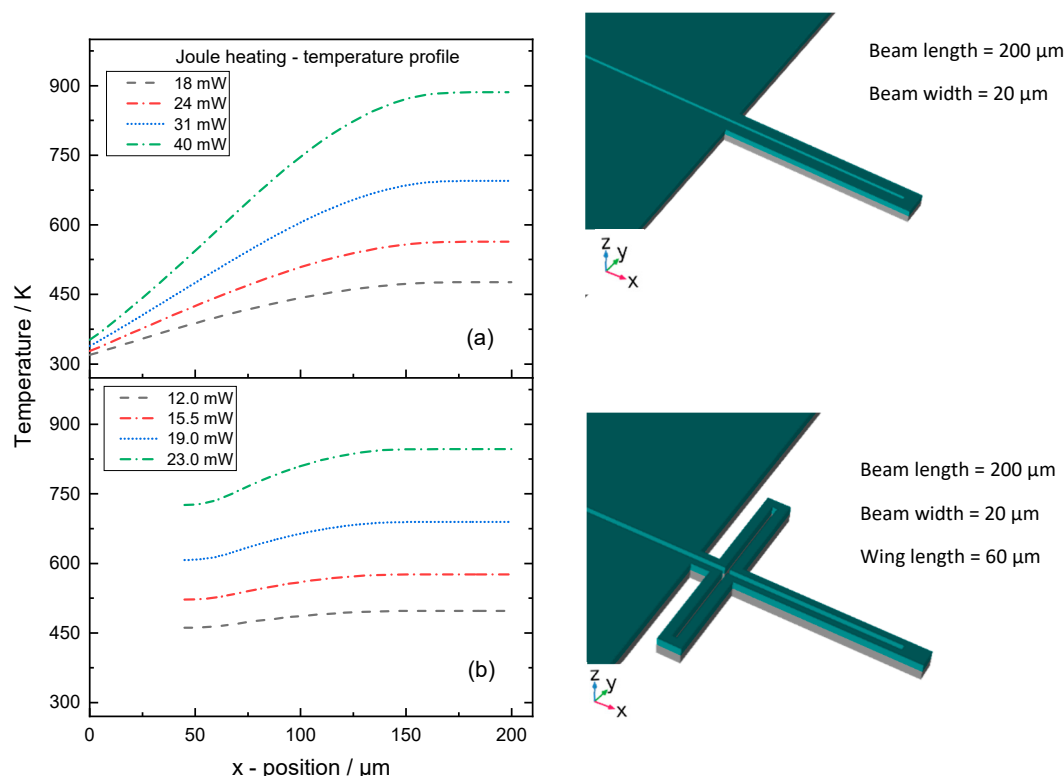 Joule heating - temperature profile
18 mW
24 mW
31 mW
40 mW
900
750
600
450
300
(a)
12.0 mW
15.5 mW
19.0 mW
23.0 mW
900
750
600
450
300
(b)
Temperature / K
0
50
100
150
200
x - position / µm
Beam length = 200 µm
Beam width = 20 µm
z
y
x
Beam length = 200 µm
Beam width = 20 µm
Wing length = 60 µm
z
y
x